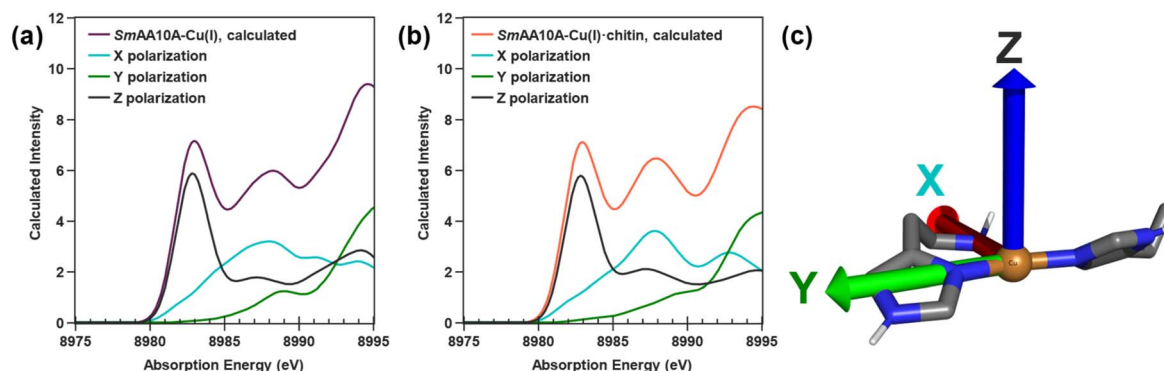 (a)
12
10
8
6
4
2
0
Calculated Intensity
SmAA10A-Cu(I), calculated
X polarization
Y polarization
Z polarization
8975 8980 8985 8990 8995
Absorption Energy (eV)
(b)
12
10
8
6
4
2
0
Calculated Intensity
SmAA10A-Cu(I)·chitin, calculated
X polarization
Y polarization
Z polarization
8975 8980 8985 8990 8995
Absorption Energy (eV)
(c)
Z
X
Y
Cu